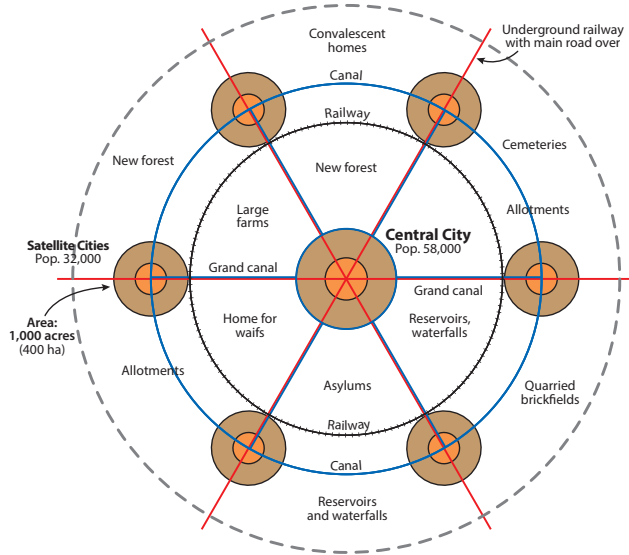 Convalescent
homes
Underground railway
with main road over
Canal
Railway
Cemeteries
New forest
New forest
Large
farms
Allotments
Satellite Cities
Pop. 32,000
Central City
Pop. 58,000
Grand canal
Grand canal
Area:
1,000 acres
(400 ha)
Home for
waifs
Reservoirs,
waterfalls
Allotments
Asylums
Quarried
brickfields
Railway
Canal
Reservoirs
and waterfalls